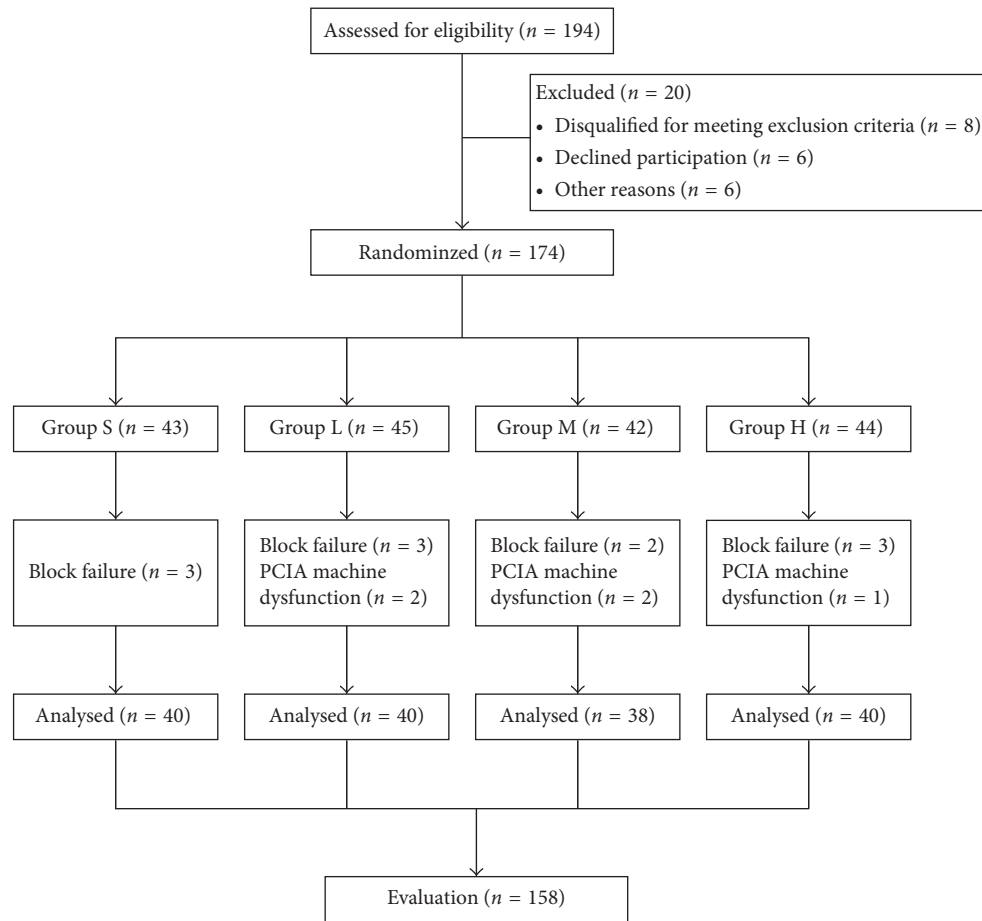 Assessed for eligibility (n = 194)
Excluded (n = 20)
• Disqualified for meeting exclusion criteria (n = 8)
• Declined participation (n = 6)
• Other reasons (n = 6)
Randominzed (n = 174)
Group S (n = 43)
Group L (n = 45)
Group M (n = 42)
Group H (n = 44)
Block failure (n = 3)
Block failure (n = 3)
PCIA machine
dysfunction (n = 2)
Block failure (n = 2)
PCIA machine
dysfunction (n = 2)
Block failure (n = 3)
PCIA machine
dysfunction (n = 1)
Analysed (n = 40)
Analysed (n = 40)
Analysed (n = 38)
Analysed (n = 40)
Evaluation (n = 158)